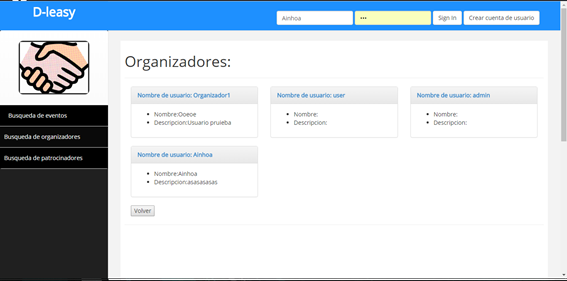 D-leasy
Ainhoa
•••
Sign in
Crear cuenta de usuario
Busqueda de eventos
Busqueda de organizadores
Busqueda de patrocinadores
Organizadores:
Nombre de usuario: Organizador1
Nombre:Ooeoe
Descripcion:Usuario prruieba
Nombre de usuario: user
Nombre:
Descripcion:
Nombre de usuario: admin
Nombre:
Descripcion:
Nombre de usuario: Ainhoa
Nombre:Ainhoa
Descripcion:asasasasas
Volver